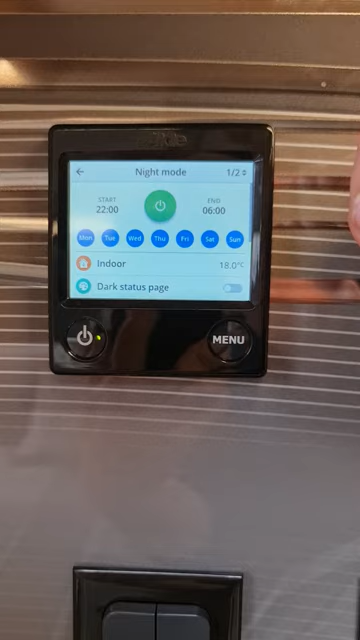 Night mode 1/2
START END
22:00 06:00
Mon Tue Wed Thu Fri Sat Sun
Indoor 18.0°C
Dark status page
MENU